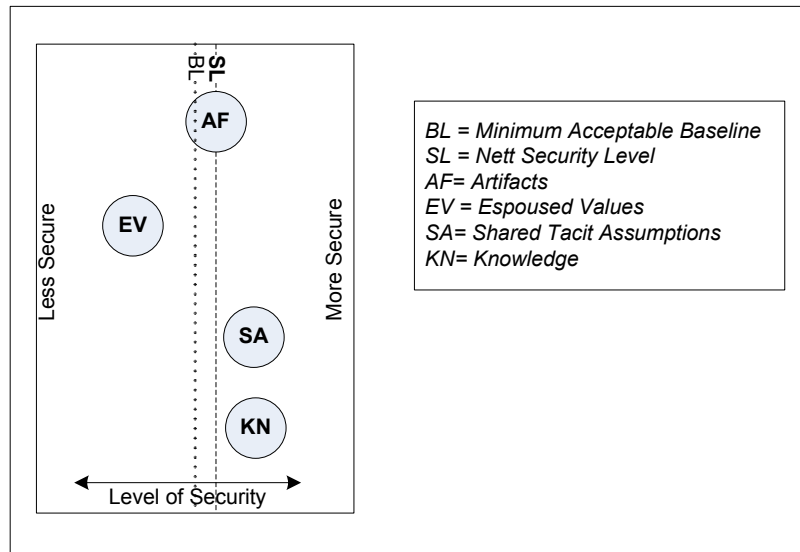 BL
SL
AF
EV
SA
KN
Less Secure
More Secure
Level of Security
BL = Minimum Acceptable Baseline
SL = Nett Security Level
AF= Artifacts
EV = Espoused Values
SA= Shared Tacit Assumptions
KN= Knowledge